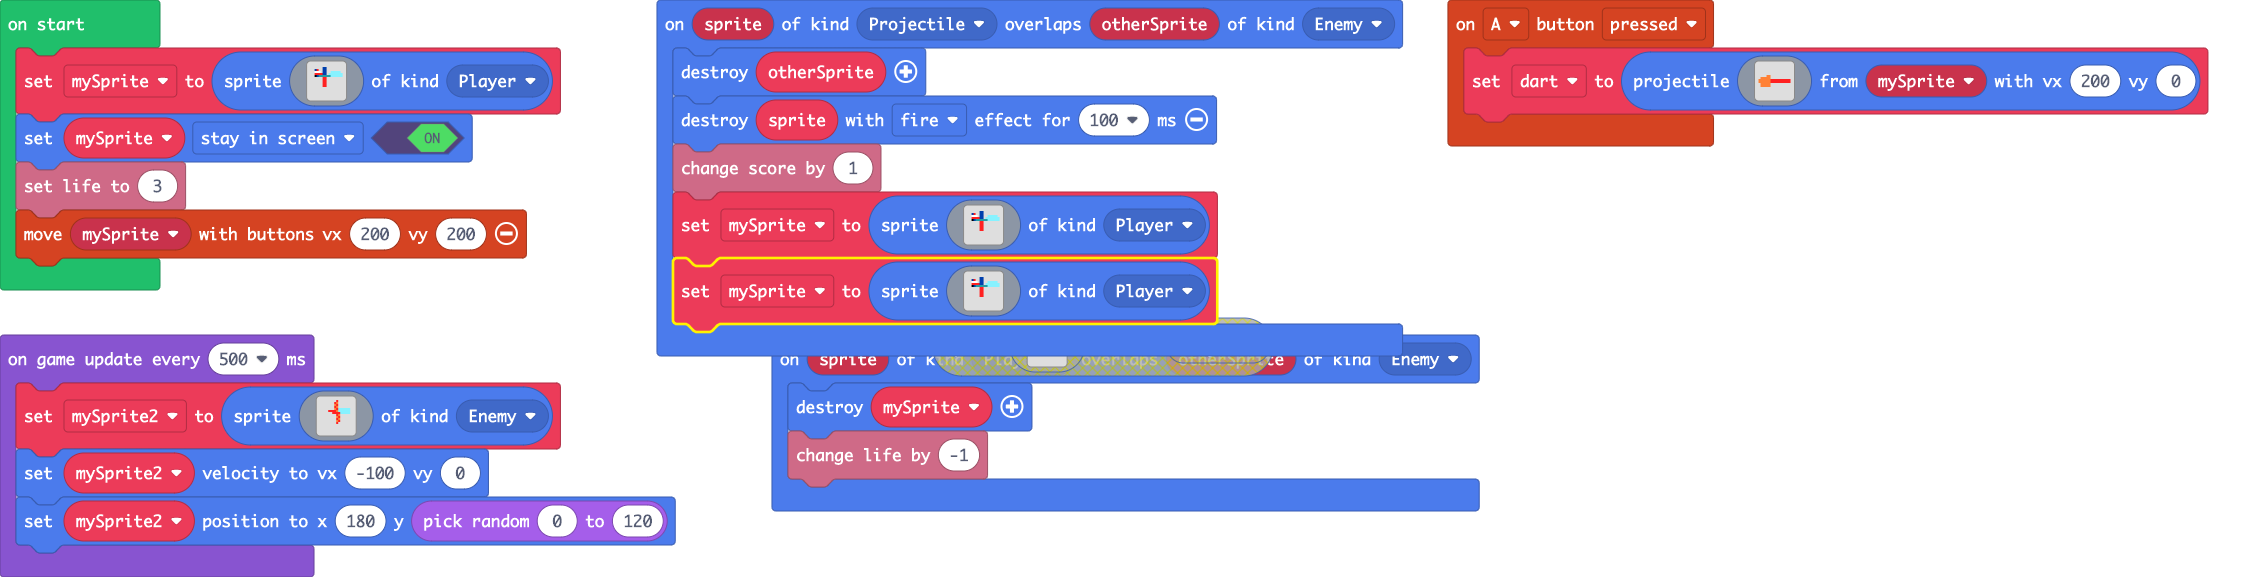 on start
set mySprite to sprite of kind Player
set mySprite stay in screen ON
set life to 3
move mySprite with buttons vx 200 vy 200
on game update every 500 ms
set mySprite2 to sprite of kind Enemy
set mySprite2 velocity to vx -100 vy 0
set mySprite2 position to x 180 y pick random 0 to 120
on sprite of kind Projectile overlaps otherSprite of kind Enemy
destroy otherSprite
destroy sprite with fire effect for 100 ms
change score by 1
set mySprite to sprite of kind Player
set mySprite to sprite of kind Player
on sprite of kind overlaps otherSprite of kind Enemy
destroy mySprite
change life by -1
on A button pressed
set dart to projectile from mySprite with vx 200 vy 0